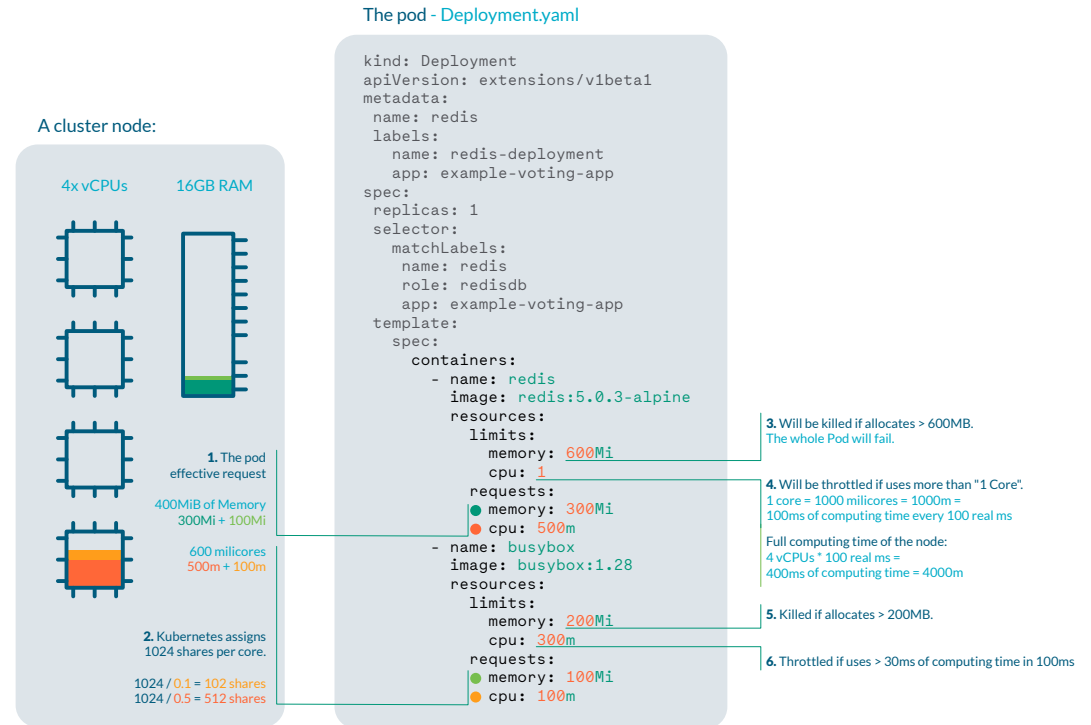 The pod - Deployment.yaml
kind: Deployment
apiVersion: extensions/v1beta1
metadata:
name: redis
labels:
name: redis-deployment
app: example-voting-app
spec:
replicas: 1
selector:
matchLabels:
name: redis
role: redisdb
app: example-voting-app
template:
spec:
containers:
- name: redis
image: redis:5.0.3-alpine
resources:
limits:
memory: 600Mi
cpu: 1
requests:
memory: 300Mi
cpu: 500m
- name: busybox
image: busybox:1.28
resources:
limits:
memory: 200Mi
cpu: 300m
requests:
memory: 100Mi
cpu: 100m
A cluster node:
4x vCPUs
16GB RAM
1. The pod
effective request
400MiB of Memory
300Mi + 100Mi
600 milicores
500m + 100m
2. Kubernetes assigns
1024 shares per core.
1024 / 0.1 = 102 shares
1024 / 0.5 = 512 shares
3. Will be killed if allocates > 600MB.
The whole Pod will fail.
4. Will be throttled if uses more than "1 Core".
1 core = 1000 milicores = 1000m =
100ms of computing time every 100 real ms
Full computing time of the node:
4 vCPUs * 100 real ms =
400ms of computing time = 4000m
5. Killed if allocates > 200MB.
6. Throttled if uses > 30ms of computing time in 100ms